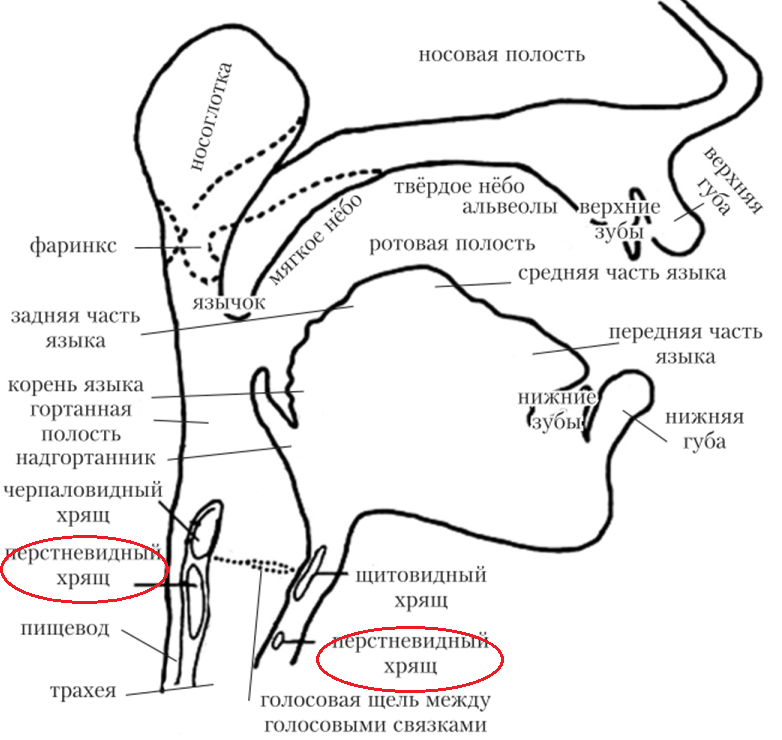 носовая полость
носоглотка
верхняя
губа
твёрдое нёбо
альвеолы
верхние
зубы
мягкое нёбо
фаринкс
ротовая полость
средняя часть языка
язычок
задняя часть
языка
передняя часть
языка
корень языка
нижние
зубы
гортанная
полость
нижняя
губа
надгортанник
черпаловидный
хрящ
перстневидный
хрящ
щитовидный
хрящ
пищевод
перстневидный
хрящ
трахея
голосовая щель между
голосовыми связками